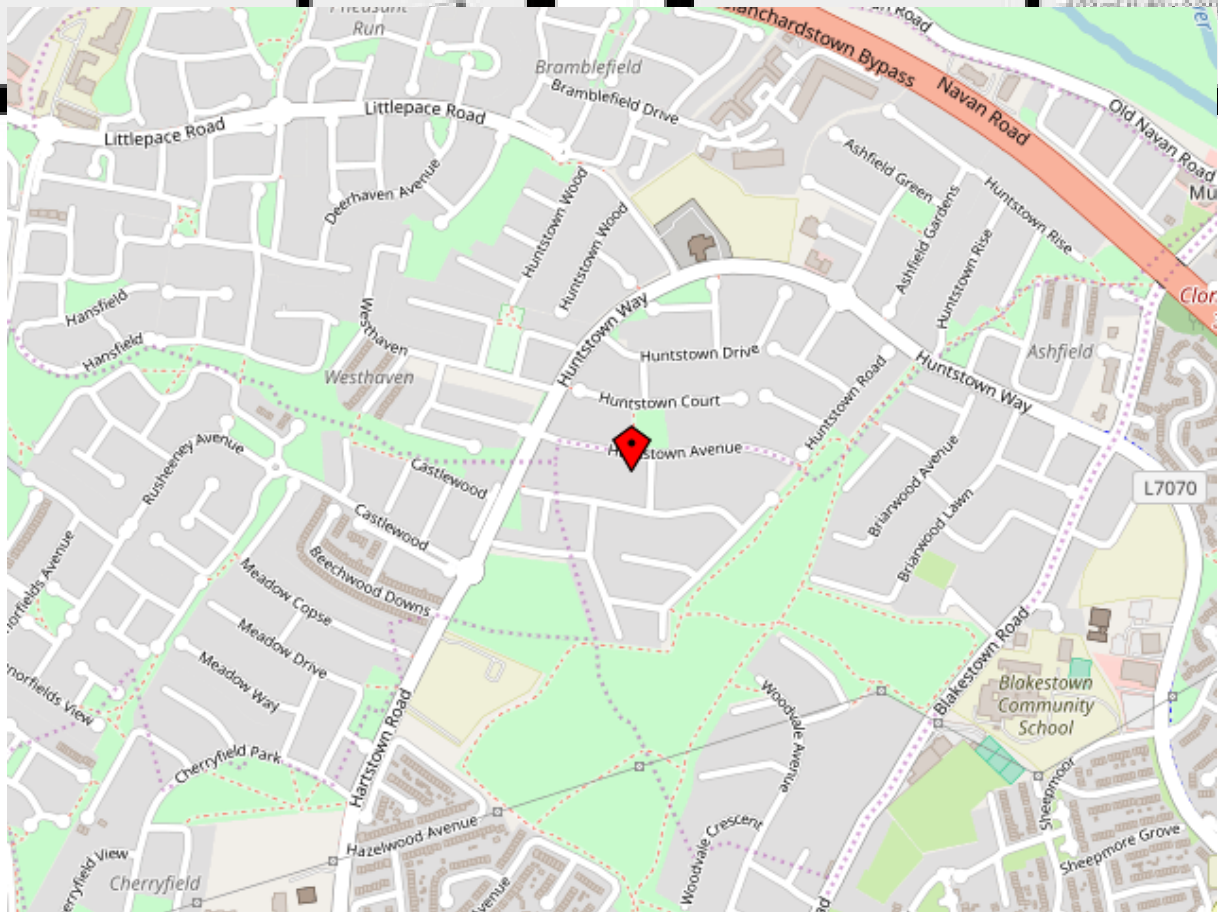 Run
Blanchardstown Bypass
Navan Road
Old Navan Road
Bramblefield
Bramblefield Drive
Littlepace Road
Littlepace Road
Deerhaven Avenue
Ashfield Green
Ashfield Gardens
Huntstown Rise
Huntstown Rise
Huntstown Wood
Huntstown Wood
Hansfield
Hansfield
Westhaven
Westhaven
Huntstown Way
Huntstown Drive
Huntstown Court
Huntstown Road
Huntstown Way
Ashfield
Huntstown Avenue
Rusheeney Avenue
Castlewood
Castlewood
Briarwood Avenue
Briarwood Lawn
L7070
Beechwood Downs
Meadow Copse
Meadow Drive
Meadow Way
Blakestown Road
Blakestown
Community
School
Woodvale Avenue
Woodvale Crescent
Cherryfield Park
Hartstown Road
Hazelwood Avenue
Sheepmoor
Sheepmore Grove
Cherryfield
Avenue